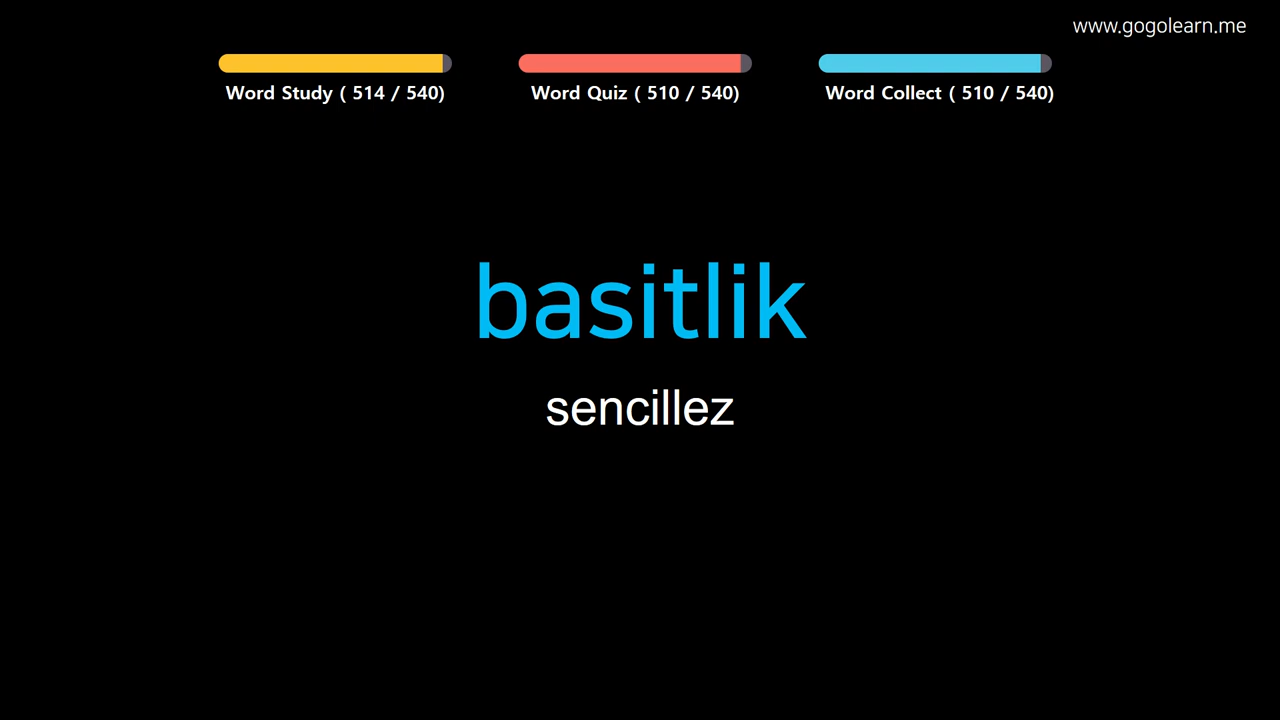 www.gogolearn.me
Word Study ( 514 / 540)
Word Quiz ( 510 / 540)
Word Collect ( 510 / 540)
basitlik
sencillez